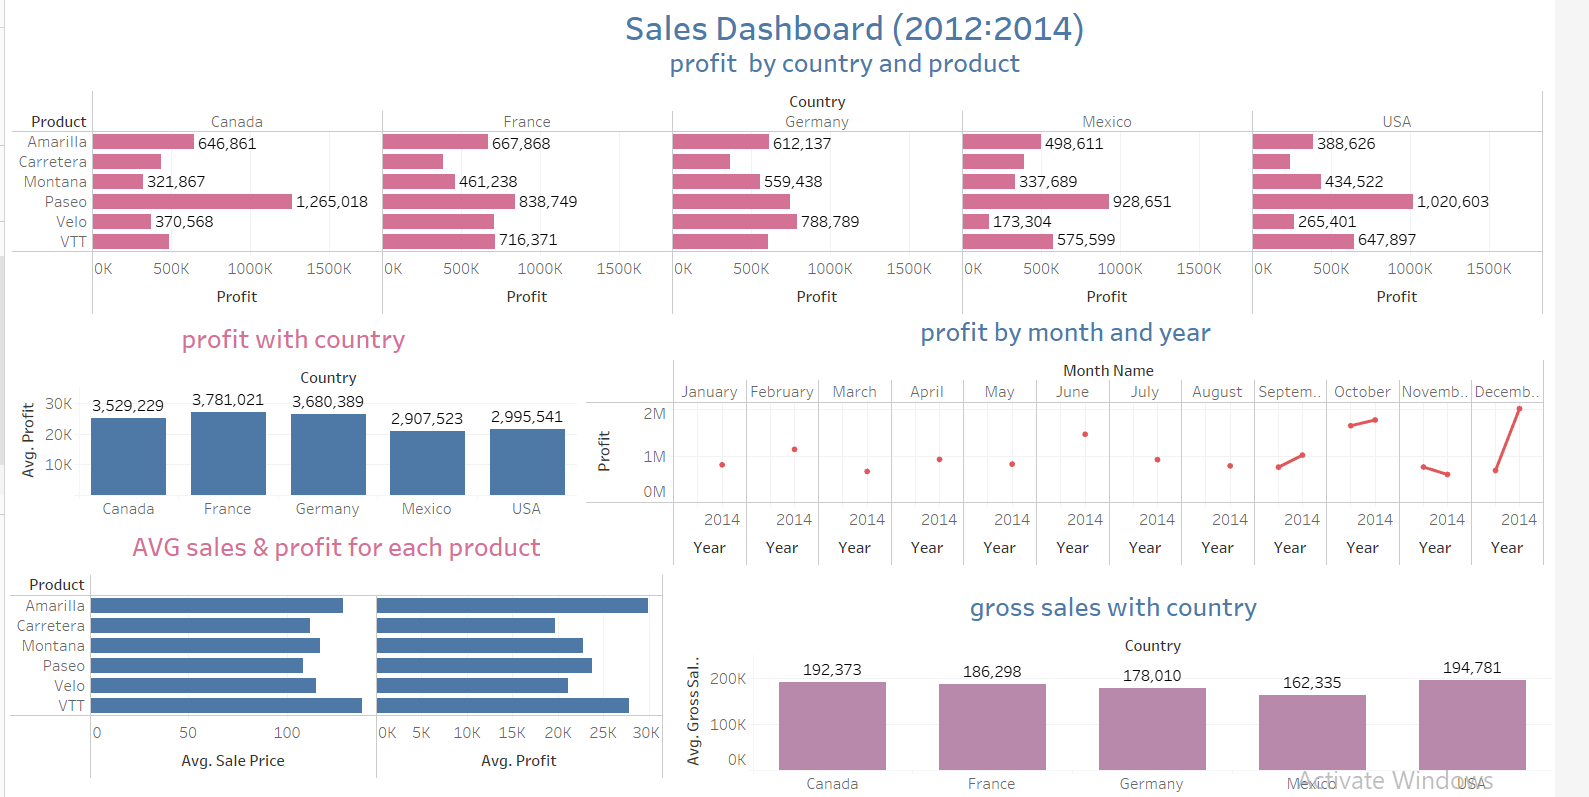 Sales Dashboard (2012:2014)
profit by country and product
Country
Product Canada France Germany Mexico USA
Amarilla 646,861 667,868 612,137 498,611 388,626
Carretera
Montana 321,867 461,238 559,438 337,689 434,522
Paseo 1,265,018 838,749 928,651 1,020,603
Velo 370,568 788,789 173,304 265,401
VTT 716,371 575,599 647,897
0K 500K 1000K 1500K 0K 500K 1000K 1500K 0K 500K 1000K 1500K 0K 500K 1000K 1500K 0K 500K 1000K 1500K
Profit Profit Profit Profit Profit
profit with country
Country
Avg. Profit
30K
20K
10K
3,529,229 3,781,021 3,680,389 2,907,523 2,995,541
Canada France Germany Mexico USA
profit by month and year
Month Name
January February March April May June July August Septem.. October Novemb.. Decemb..
Profit
2M
1M
0M
2014 2014 2014 2014 2014 2014 2014 2014 2014 2014 2014 2014
Year Year Year Year Year Year Year Year Year Year Year Year
AVG sales & profit for each product
Product
Amarilla
Carretera
Montana
Paseo
Velo
VTT
0 50 100 0K 5K 10K 15K 20K 25K 30K
Avg. Sale Price Avg. Profit
gross sales with country
Country
Avg. Gross Sal..
200K
100K
0K
192,373 186,298 178,010 162,335 194,781
Canada France Germany Mexico USA
Activate Windows